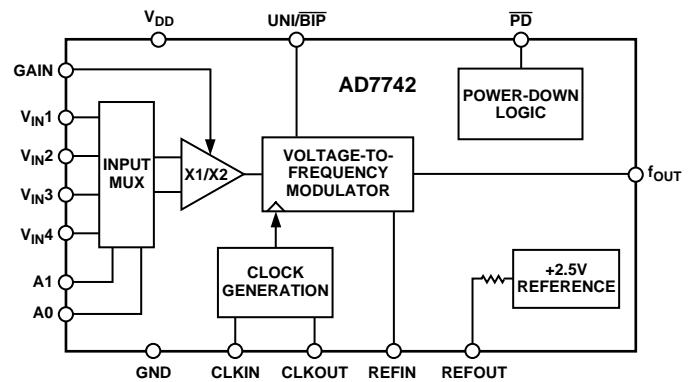 VDD
UNI/BIP
PD
GAIN
AD7742
POWER-DOWN
LOGIC
VIN1
VIN2
VIN3
VIN4
INPUT
MUX
X1/X2
VOLTAGE-TO-
FREQUENCY
MODULATOR
fOUT
A1
A0
CLOCK
GENERATION
+2.5V
REFERENCE
GND
CLKIN
CLKOUT
REFIN
REFOUT